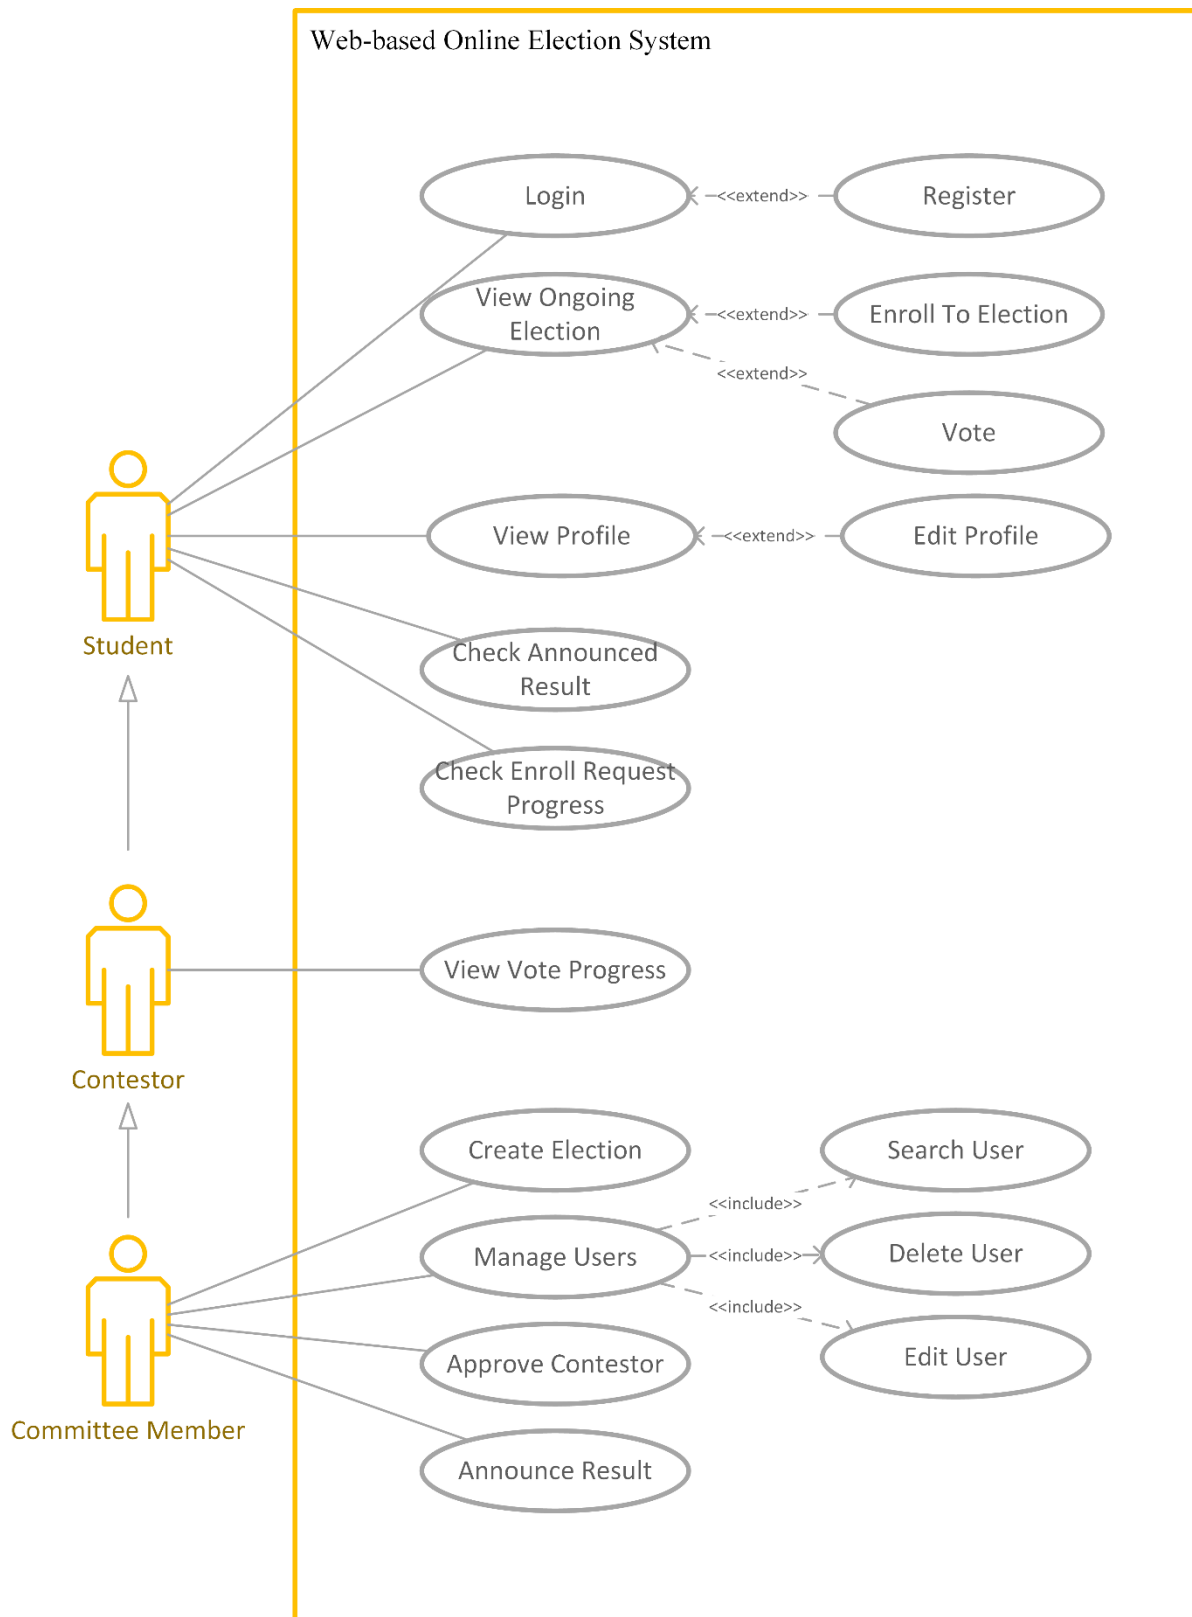 Web-based Online Election System
Login
<<extend>>
Register
View Ongoing
Election
<<extend>>
Enroll To Election
<<extend>>
Vote
View Profile
<<extend>>
Edit Profile
Student
Check Announced
Result
Check Enroll Request
Progress
View Vote Progress
Contestor
Create Election
Search User
<<include>>
Manage Users
<<include>>
Delete User
<<include>>
Edit User
Approve Contestor
Committee Member
Announce Result